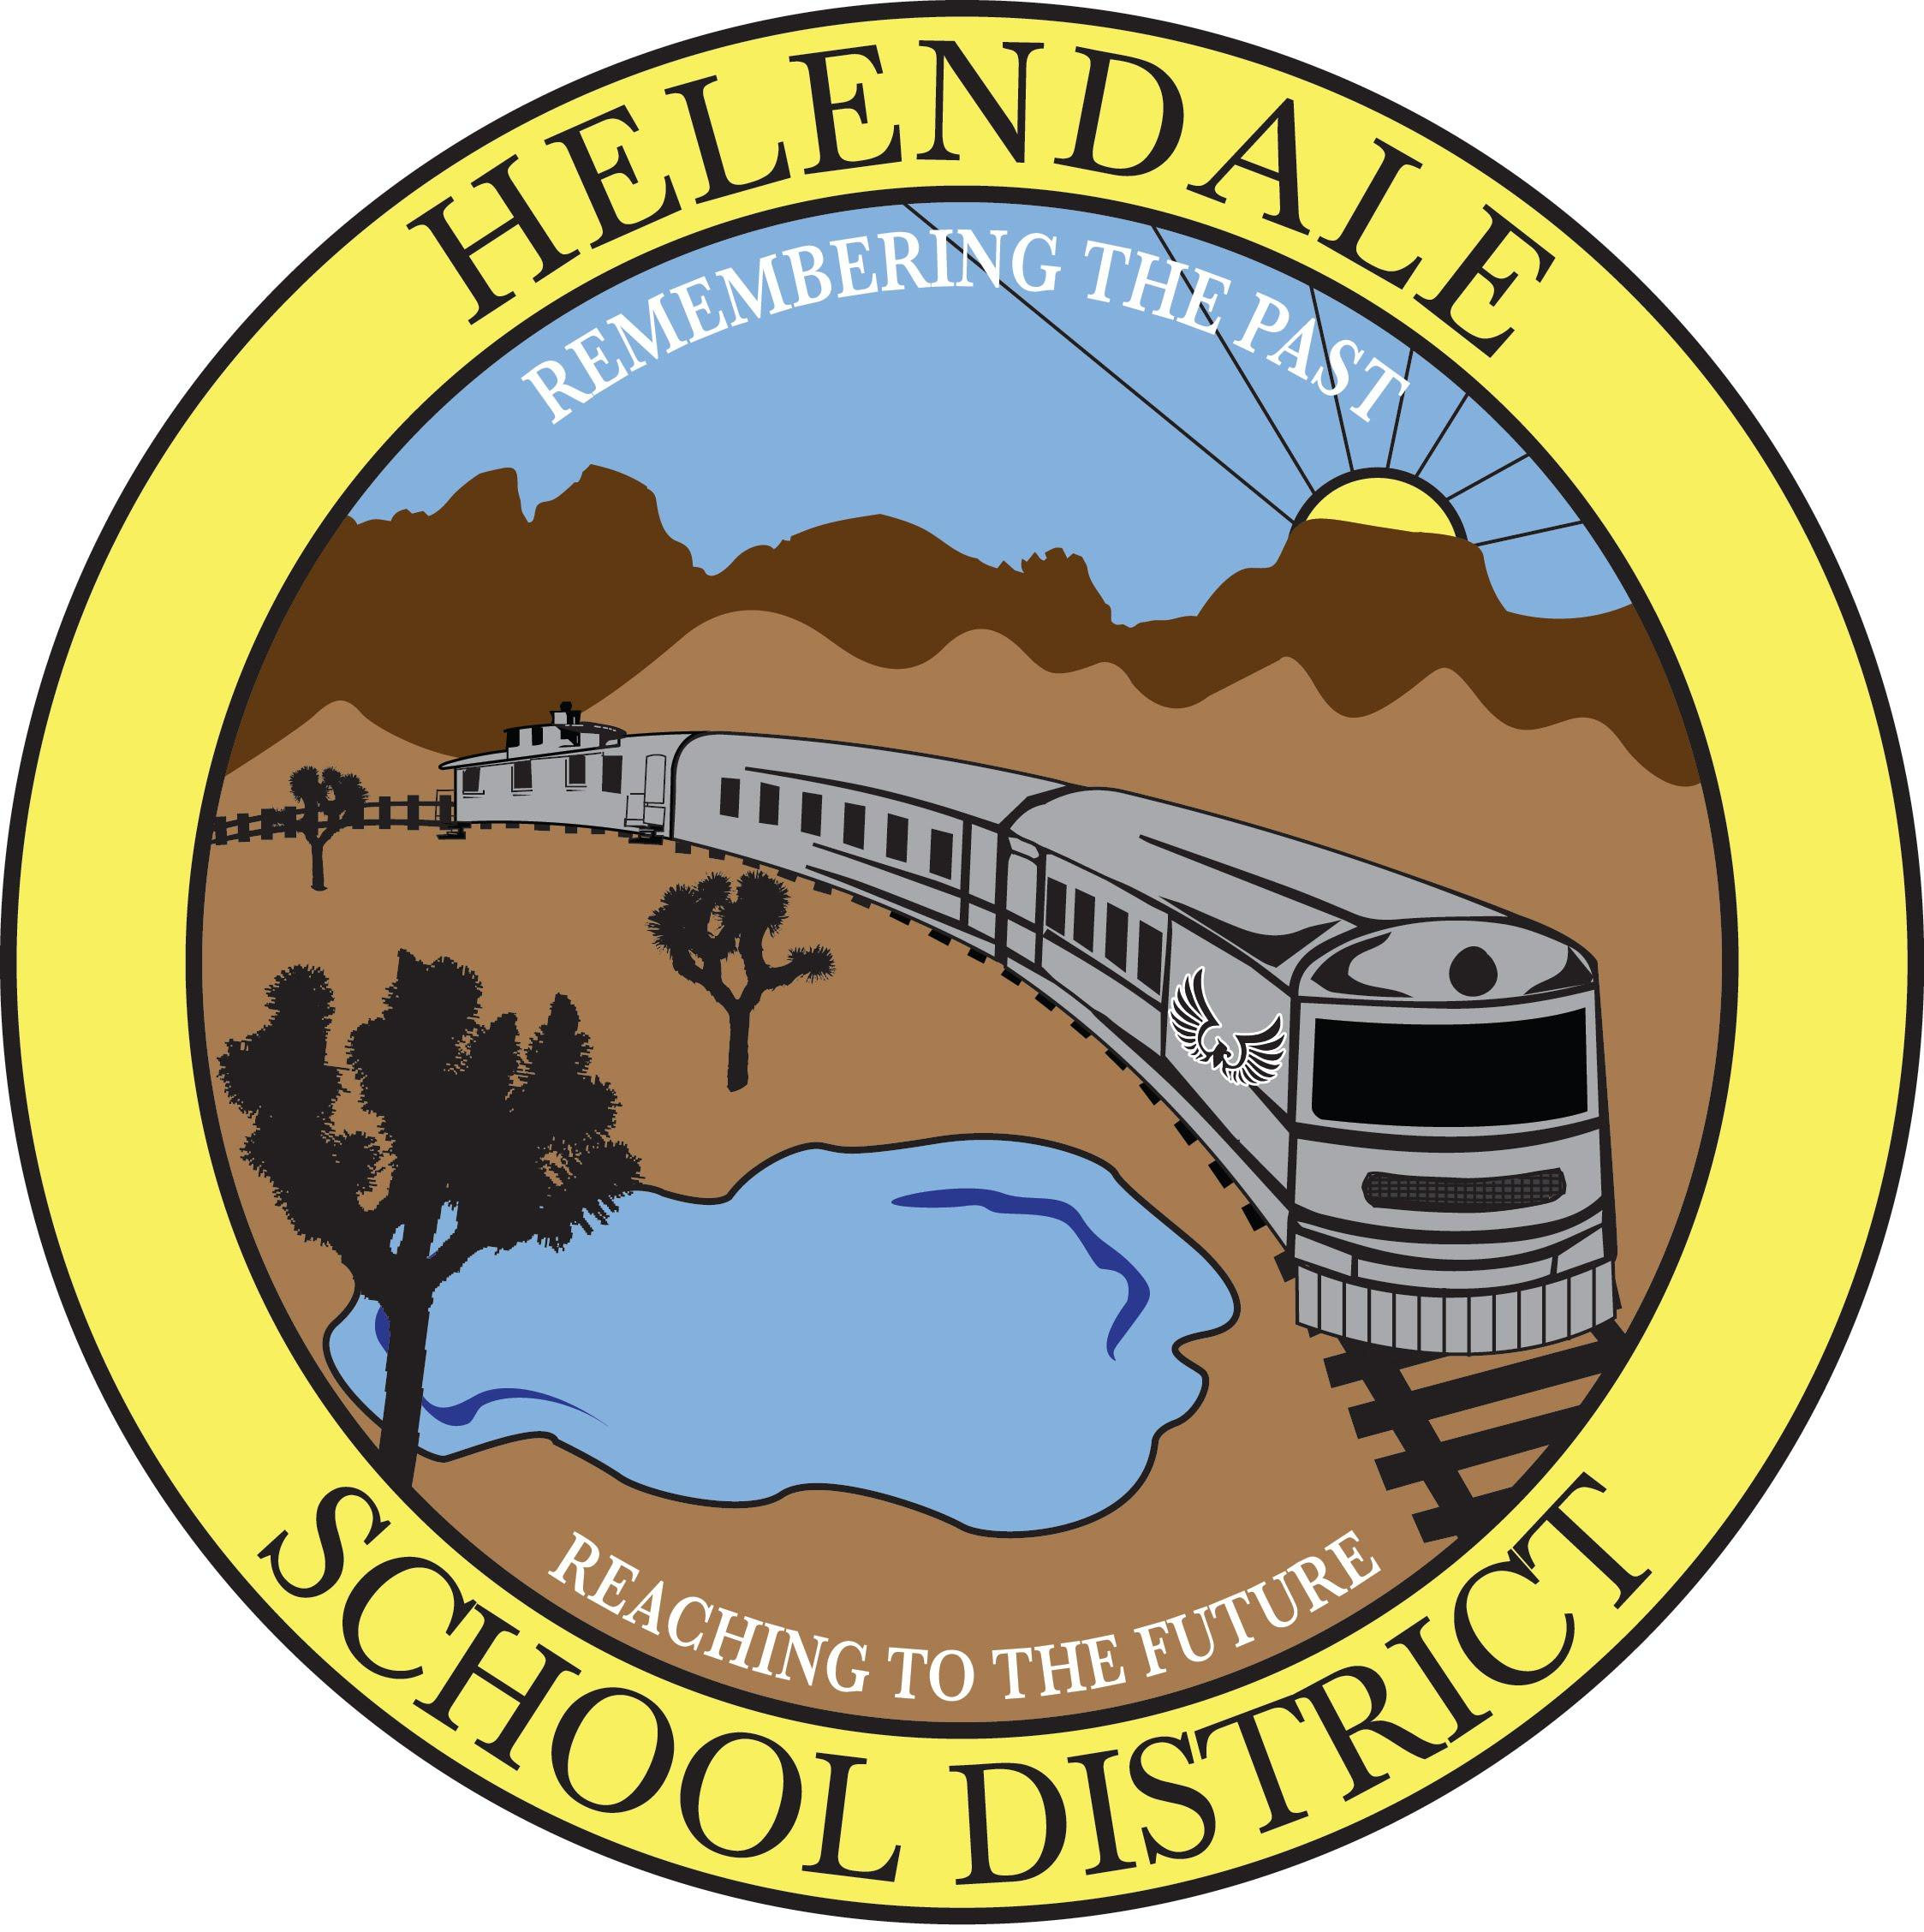 HELENDALE
REMEMBERING THE PAST
REACHING TO THE FUTURE
SCHOOL DISTRICT